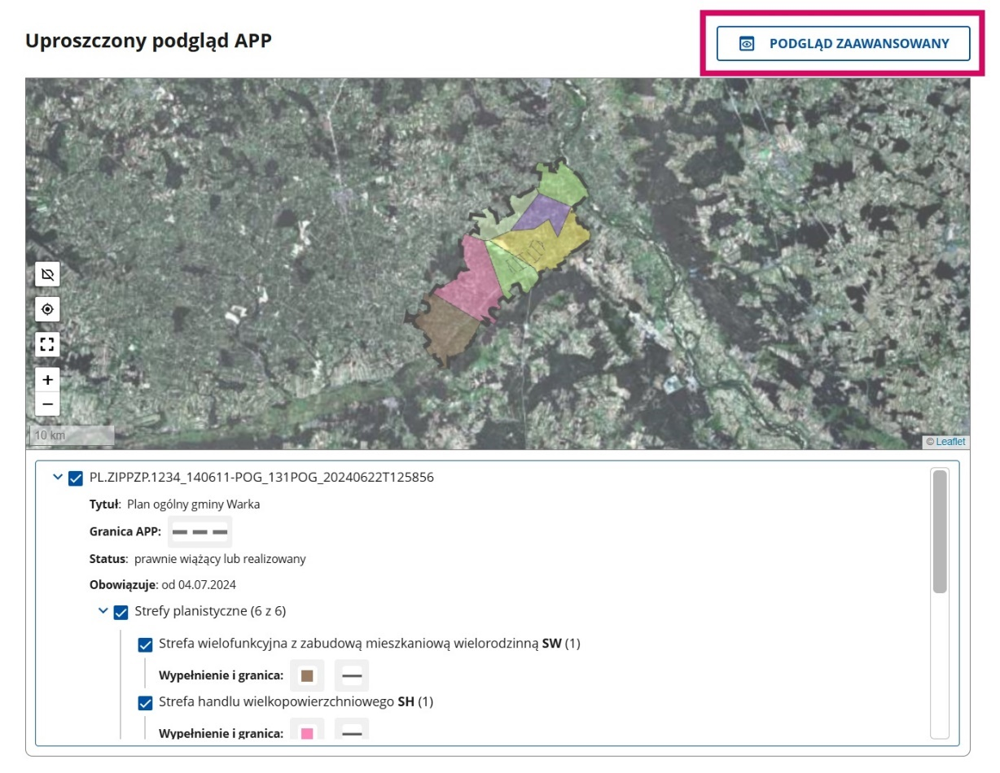 Uproszczony podgląd APP
PODGLĄD ZAAWANSOWANY
+
−
10 km
© Leaflet
PL.ZIPPZP.1234_140611-POG_131POG_20240622T125856
Tytuł: Plan ogólny gminy Warka
Granica APP:
Status: prawnie wiążący lub realizowany
Obowiązuje: od 04.07.2024
Strefy planistyczne (6 z 6)
Strefa wielofunkcyjna z zabudową mieszkaniową wielorodzinną SW (1)
Wypełnienie i granica:
Strefa handlu wielkopowierzchniowego SH (1)
Wypełnienie i granica: